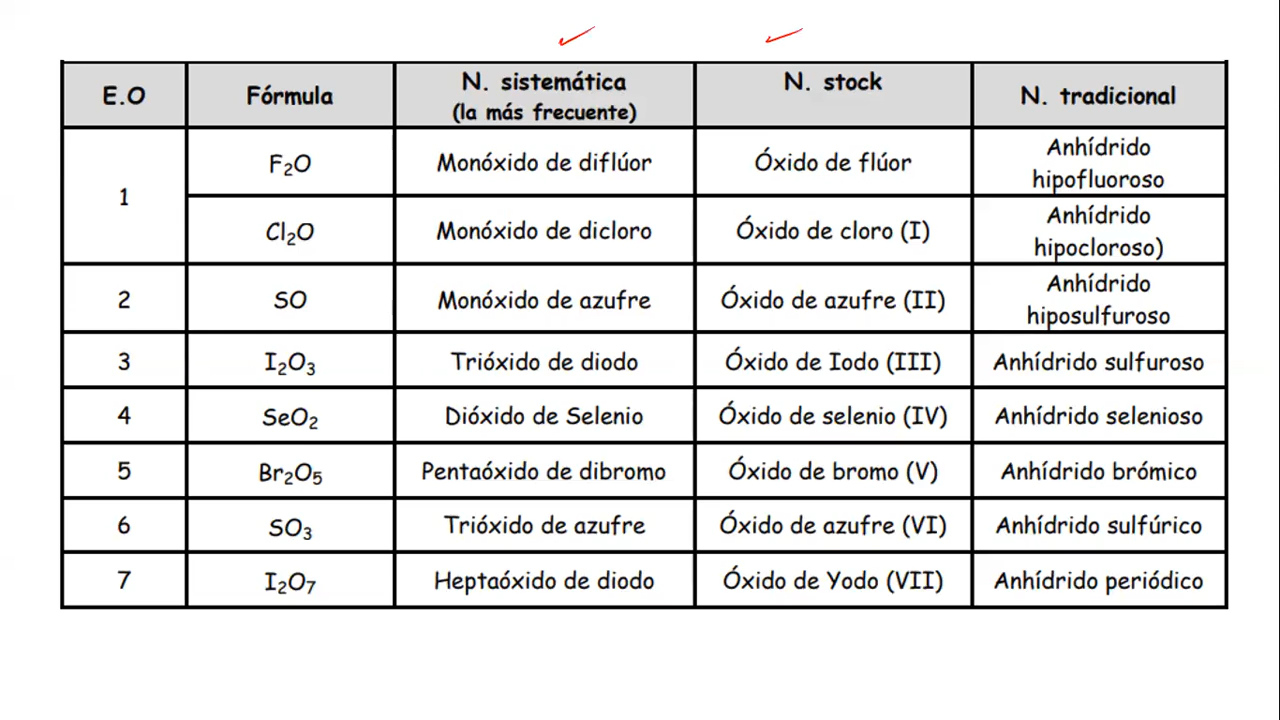 E.O Fórmula N. sistemática (la más frecuente) N. stock N. tradicional
1 F₂O Monóxido de diflúor Óxido de flúor Anhídrido hipofluoroso
Cl₂O Monóxido de dicloro Óxido de cloro (I) Anhídrido hipocloroso)
2 SO Monóxido de azufre Óxido de azufre (II) Anhídrido hiposulfuroso
3 I₂O₃ Trióxido de diodo Óxido de Iodo (III) Anhídrido sulfuroso
4 SeO₂ Dióxido de Selenio Óxido de selenio (IV) Anhídrido selenioso
5 Br₂O₅ Pentaóxido de dibromo Óxido de bromo (V) Anhídrido brómico
6 SO₃ Trióxido de azufre Óxido de azufre (VI) Anhídrido sulfúrico
7 I₂O₇ Heptaóxido de diodo Óxido de Yodo (VII) Anhídrido periódico